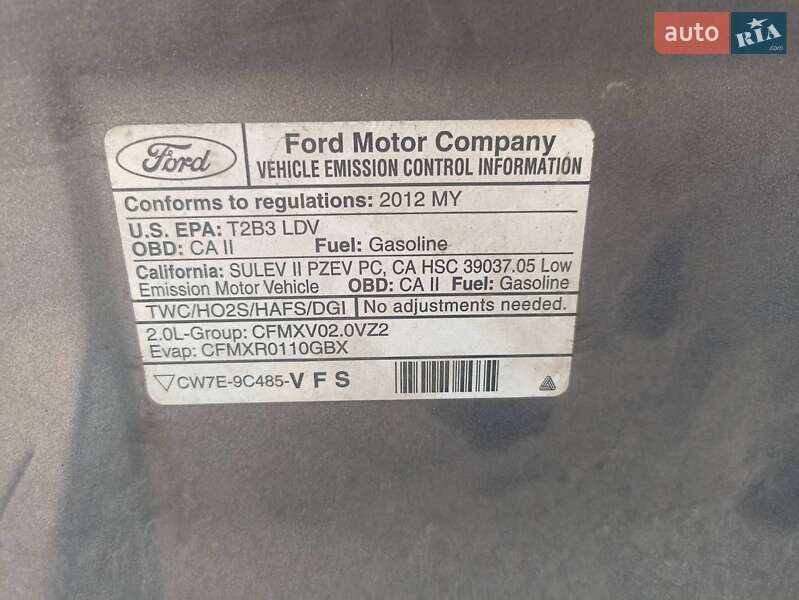 auto RIA
.com
Ford
Ford Motor Company
VEHICLE EMISSION CONTROL INFORMATION
Conforms to regulations: 2012 MY
U.S. EPA: T2B3 LDV
OBD: CA II Fuel: Gasoline
California: SULEV II PZEV PC, CA HSC 39037.05 Low
Emission Motor Vehicle OBD: CA II Fuel: Gasoline
TWC/HO2S/HAFS/DGI No adjustments needed.
2.0L-Group: CFMXV02.0VZ2
Evap: CFMXR0110GBX
CW7E-9C485-V F S